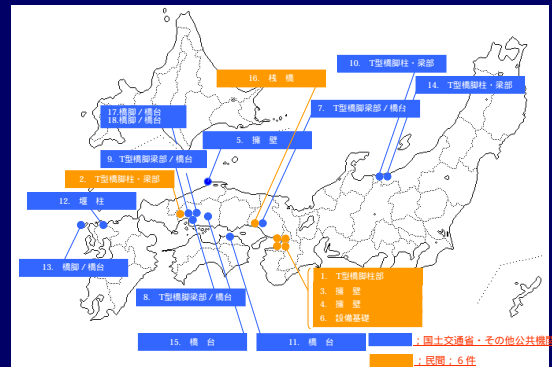 10. T型橋脚柱・梁部
16. 桟 橋
14. T型橋脚柱・梁部
17.橋脚/橋台
18.橋脚/橋台
7. T型橋脚梁部/橋台
5. 擁 壁
9. T型橋脚梁部/橋台
2. T型橋脚柱・梁部
12. 堰 柱
13. 橋脚/橋台
1. T型橋脚柱部
3. 擁 壁
4. 擁 壁
6. 設備基礎
8. T型橋脚梁部/橋台
15. 橋 台
11. 橋 台
；国土交通省・その他公共機関
；民間；6件